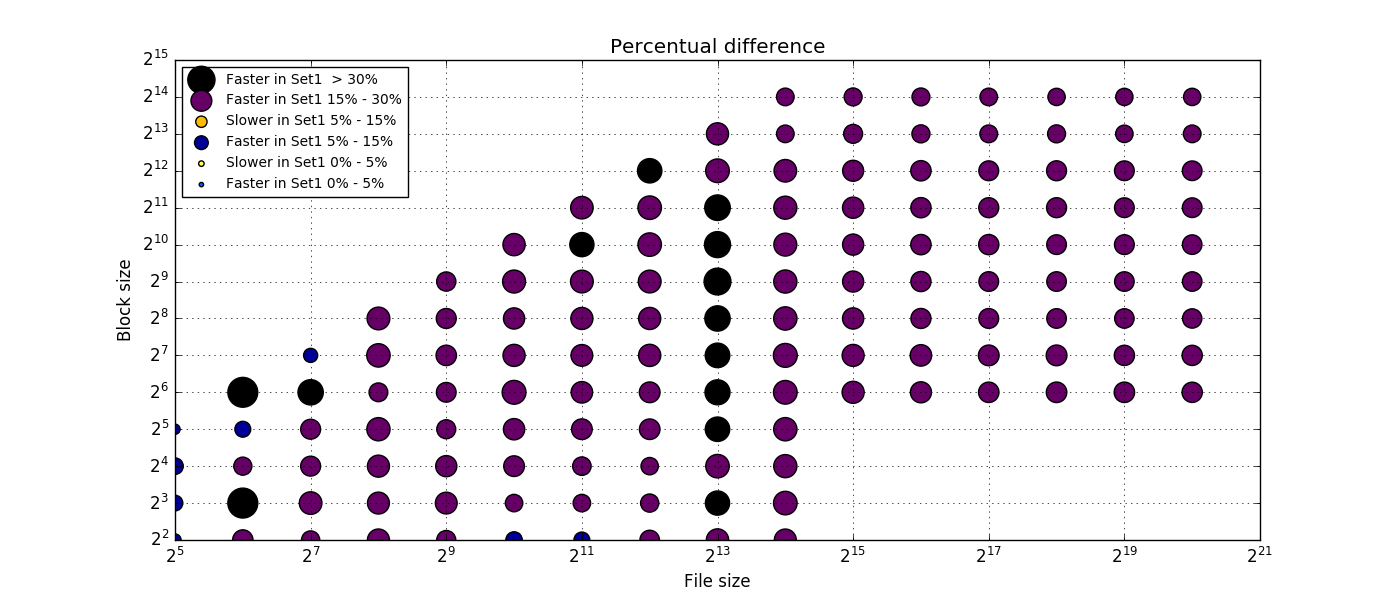 Percentual difference
Faster in Set1 > 30%
Faster in Set1 15% - 30%
Slower in Set1 5% - 15%
Faster in Set1 5% - 15%
Slower in Set1 0% - 5%
Faster in Set1 0% - 5%
Block size
2^15
2^14
2^13
2^12
2^11
2^10
2^9
2^8
2^7
2^6
2^5
2^4
2^3
2^2
2^5 2^7 2^9 2^11 2^13 2^15 2^17 2^19 2^21
File size